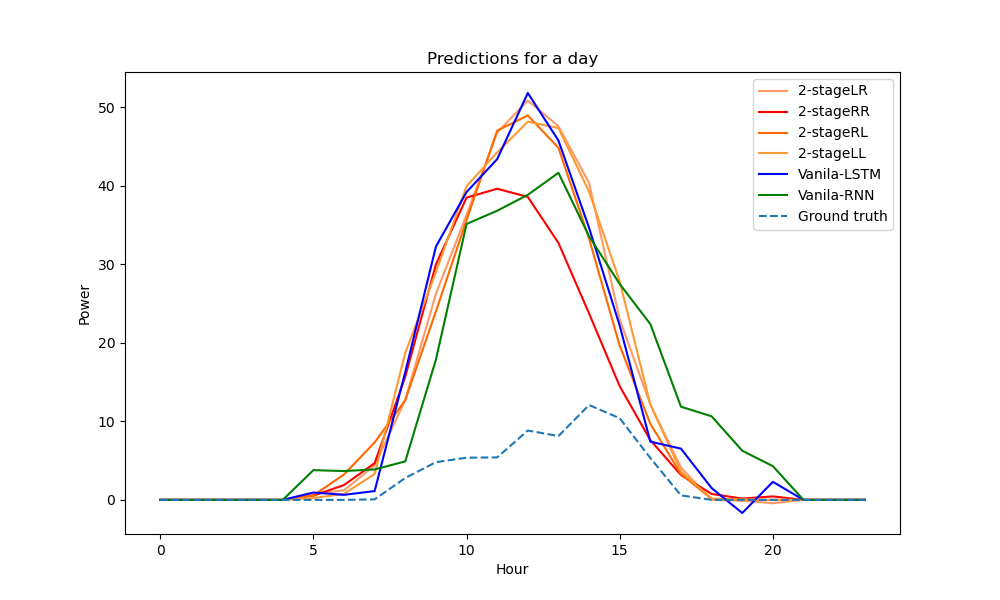 Predictions for a day
2-stageLR
2-stageRR
2-stageRL
2-stageLL
Vanila-LSTM
Vanila-RNN
Ground truth
Power
50
40
30
20
10
0
0 5 10 15 20
Hour